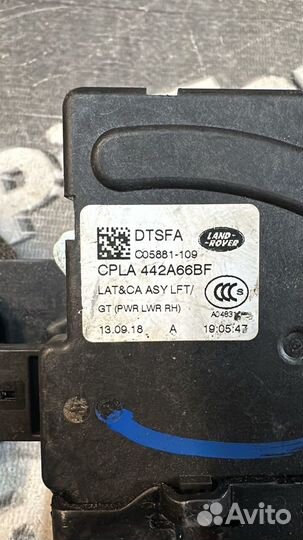 DTSFA
LAND
ROVER
C05881-109
CPLA 442A66BF
LAT&CA ASY LFT/
GT (PWR LWR RH)
CCC S
13.09.18 A 19:05:47
Avito